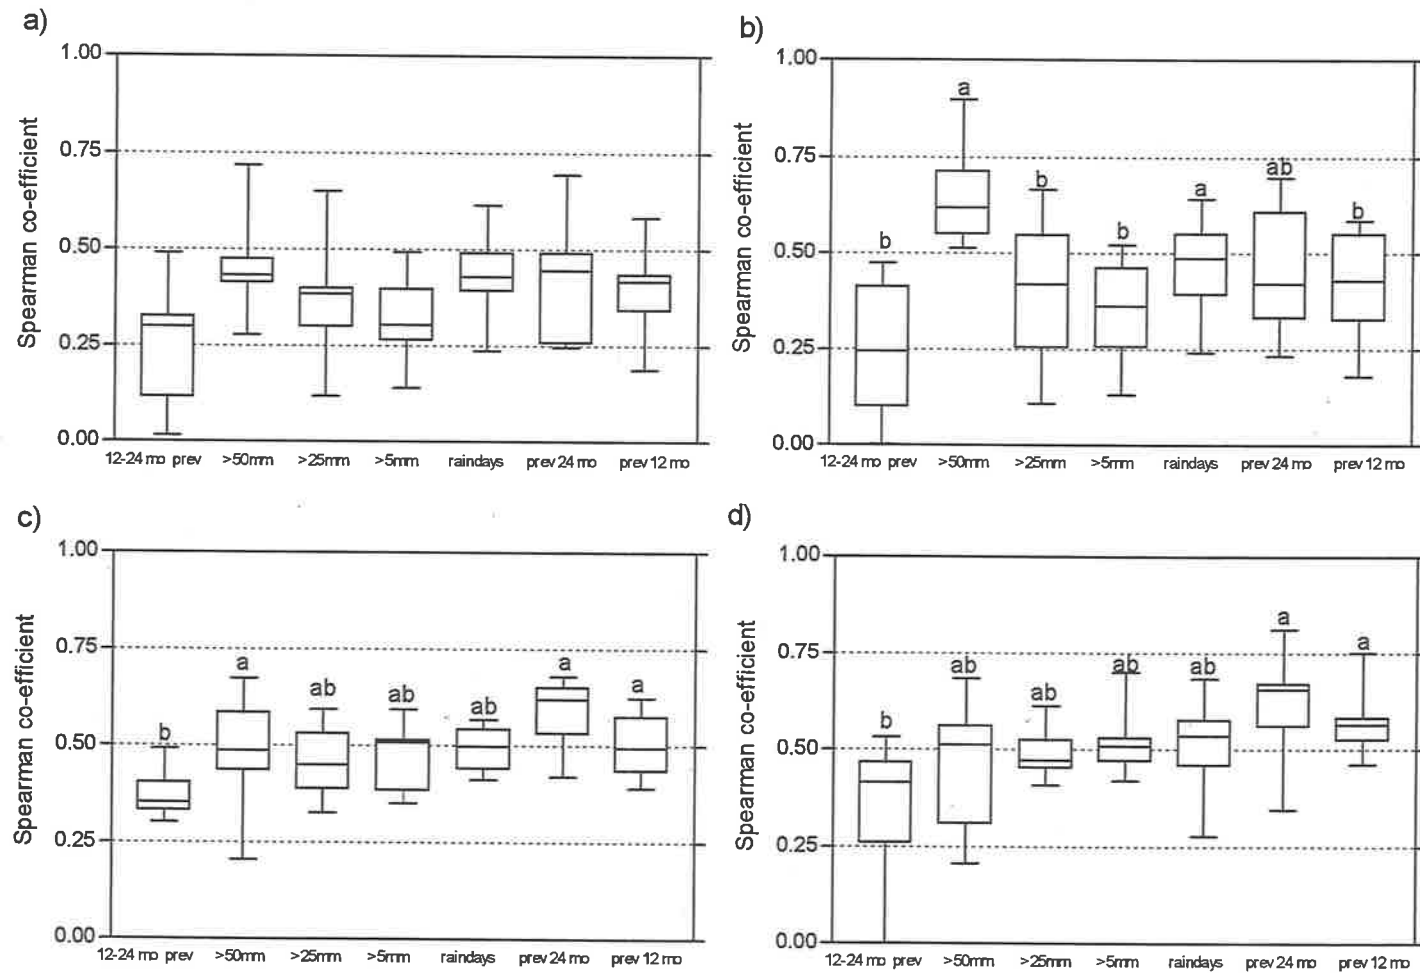 a)
Spearman co-efficient
1.00
0.75
0.50
0.25
0.00
12-24 mo prev >50mm >25mm >5mm raindays prev 24 mo prev 12 mo
b)
Spearman co-efficient
1.00
0.75
0.50
0.25
0.00
b a b b a ab b
12-24 mo prev >50mm >25mm >5mm raindays prev 24 mo prev 12 mo
c)
Spearman co-efficient
1.00
0.75
0.50
0.25
0.00
b a ab ab ab a a
12-24 mo prev >50mm >25mm >5mm raindays prev 24 mo prev 12 mo
d)
Spearman co-efficient
1.00
0.75
0.50
0.25
0.00
b ab ab ab ab a a
12-24 mo prev >50mm >25mm >5mm raindays prev 24 mo prev 12 mo